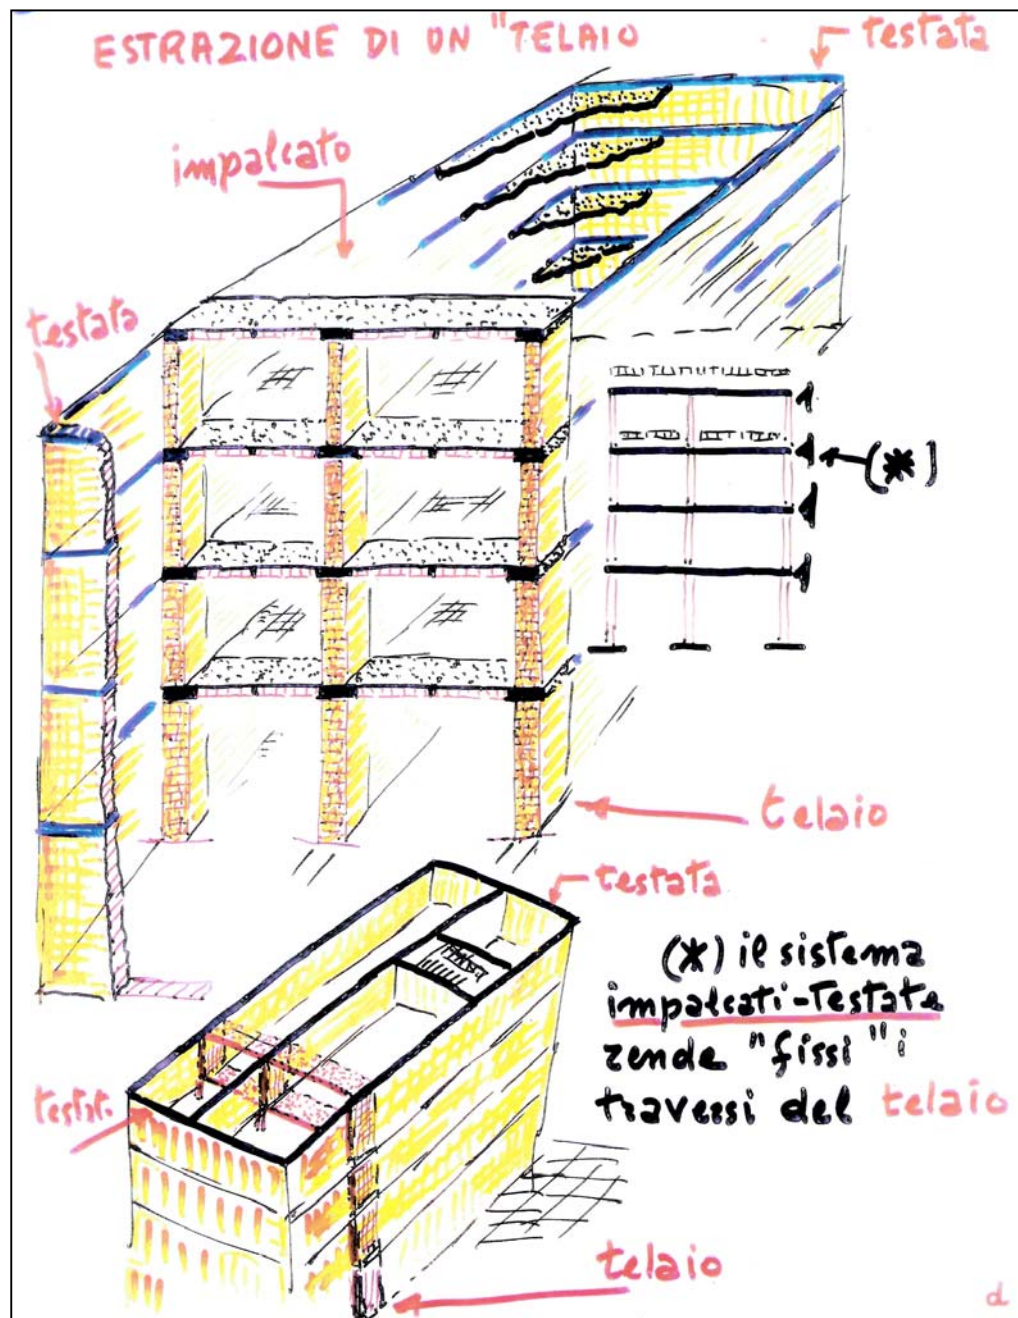 ESTRAZIONE DI UN "TELAIO
testata
impalcato
testata
(*)
telaio
testata
(*) il sistema
impalcati-testate
rende "fissi" i
traversi del telaio
testat.
telaio
d